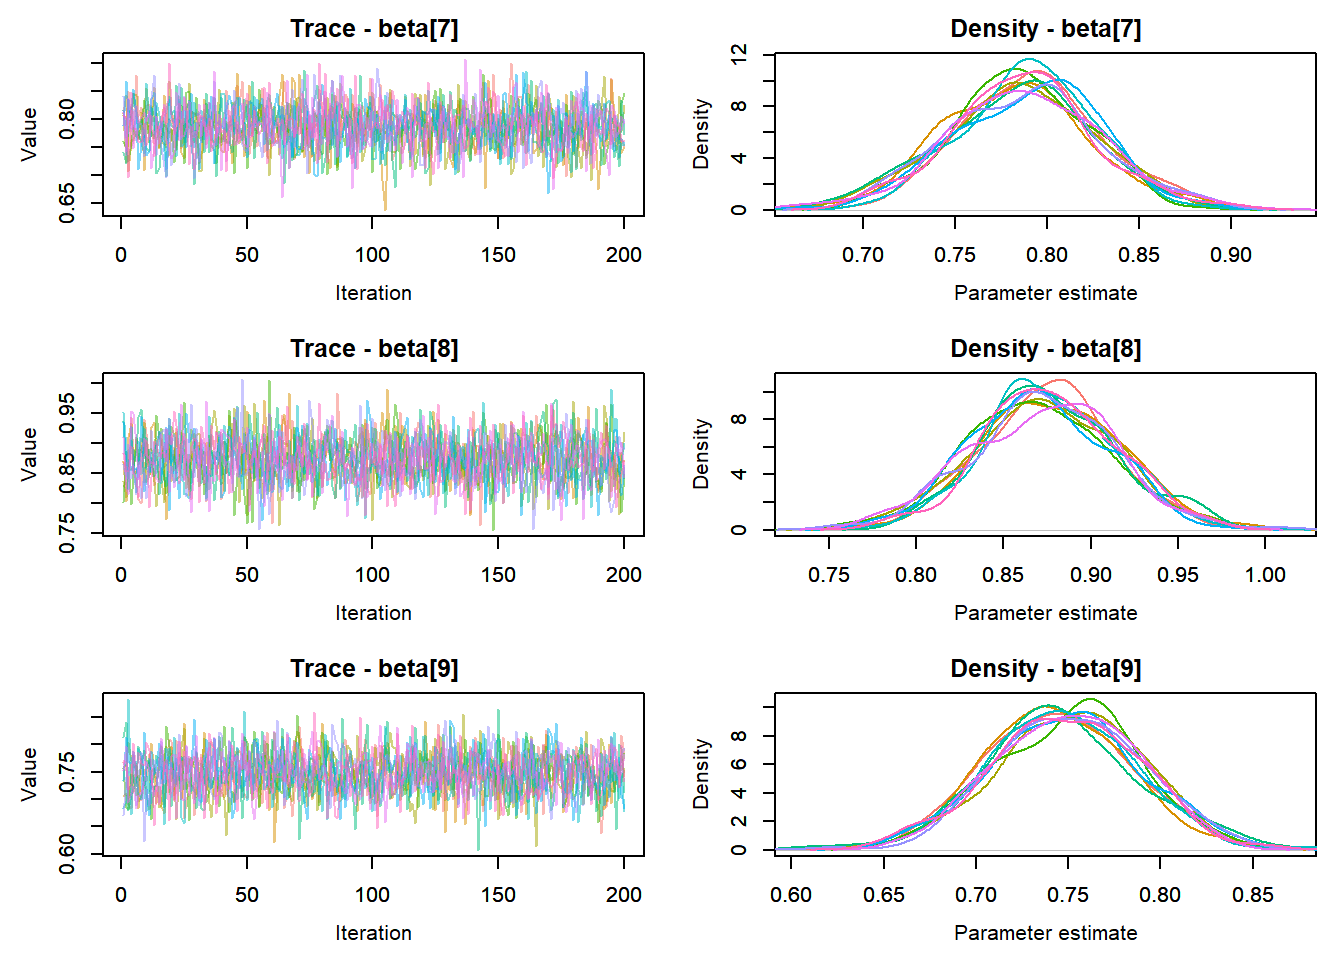 Trace - beta[7]
Value
0.65 0.80
0 50 100 150 200
Iteration
Density - beta[7]
Density
0 4 8 12
0.70 0.75 0.80 0.85 0.90
Parameter estimate
Trace - beta[8]
Value
0.75 0.85 0.95
0 50 100 150 200
Iteration
Density - beta[8]
Density
0 4 8
0.75 0.80 0.85 0.90 0.95 1.00
Parameter estimate
Trace - beta[9]
Value
0.60 0.75
0 50 100 150 200
Iteration
Density - beta[9]
Density
0 2 4 6 8
0.60 0.65 0.70 0.75 0.80 0.85
Parameter estimate